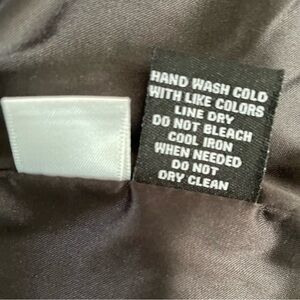 HAND WASH COLD
WITH LIKE COLORS
LINE DRY
DO NOT BLEACH
COOL IRON
WHEN NEEDED
DO NOT
DRY CLEAN